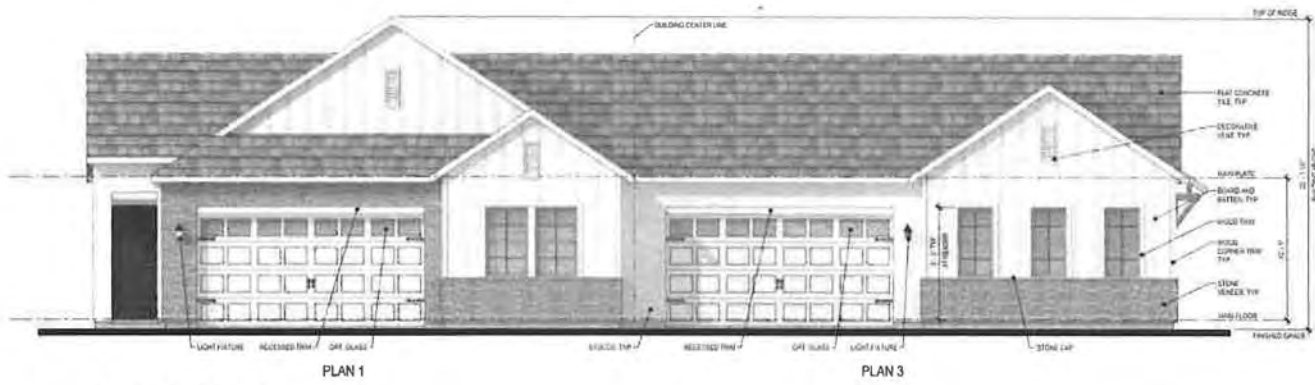 TOP OF RIDGE
BUILDING CENTER LINE
FLAT CONCRETE
TILE, TYP
DECORATIVE
VENT TYP
MAIN PLATE
BOARD AND
BATTEN TYP
WOOD TRIM
WOOD
CORNER TRIM
TYP
STONE
VENEER TYP
MAIN FLOOR
FINISHED GRADE
LIGHT FIXTURE
RECESSED TRIM
OPT. GLASS
STUCCO TYP
RECESSED TRIM
OPT. GLASS
LIGHT FIXTURE
STONE CAP
PLAN 1
PLAN 3